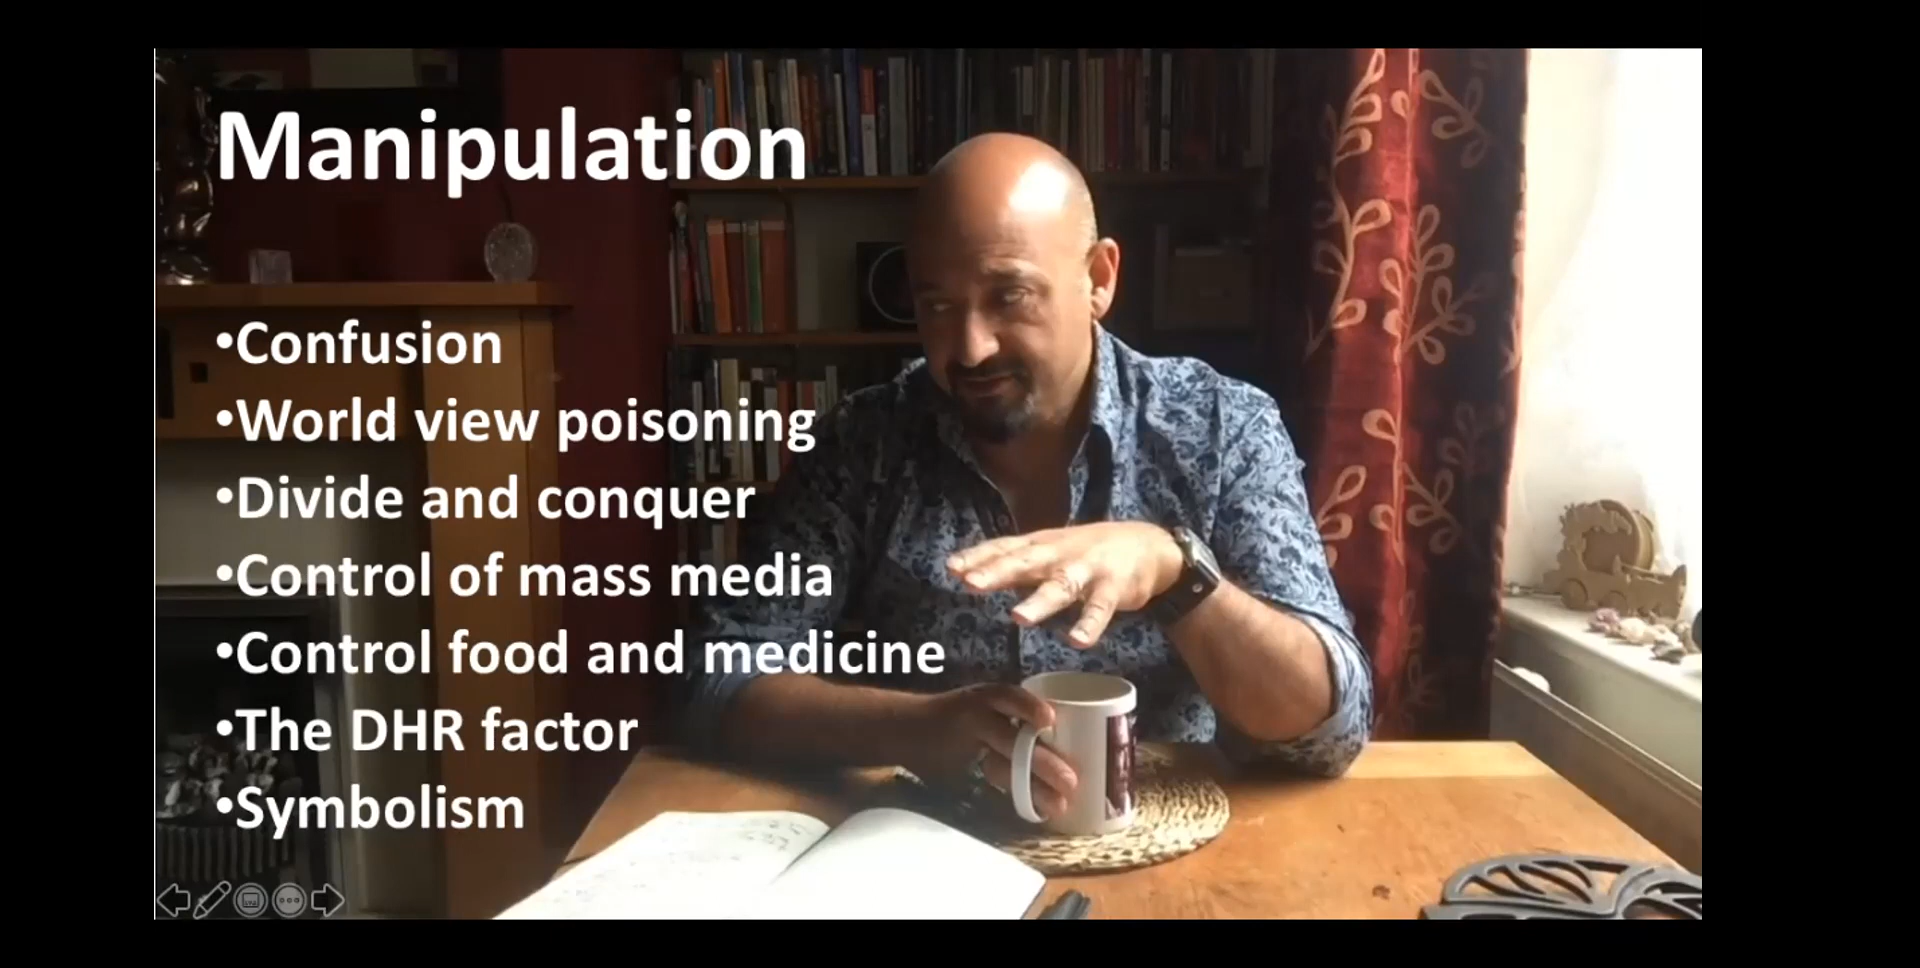 Manipulation
•Confusion
•World view poisoning
•Divide and conquer
•Control of mass media
•Control food and medicine
•The DHR factor
•Symbolism